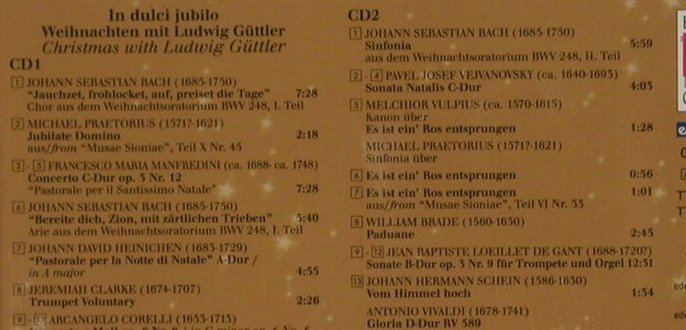 In dulci jubilo
Weihnachten mit Ludwig Güttler
Christmas with Ludwig Güttler
CD1
1 JOHANN SEBASTIAN BACH (1685-1750)
"Jauchzet, frohlocket, auf, preiset die Tage" 7:28
Chor aus dem Weihnachtsoratorium BWV 248, I. Teil
2 MICHAEL PRAETORIUS (1571?-1621)
Jubilate Domino 2:18
aus/from "Musae Sioniae", Teil X Nr. 45
3 - 5 FRANCESCO MARIA MANFREDINI (ca. 1688- ca. 1748)
Concerto C-Dur op. 3 Nr. 12
"Pastorale per il Santissimo Natale" 7:28
6 JOHANN SEBASTIAN BACH (1685-1750)
"Bereite dich, Zion, mit zärtlichen Trieben" 5:40
Arie aus dem Weihnachtsoratorium BWV 248, I. Teil
7 JOHANN DAVID HEINICHEN (1683-1729)
"Pastorale per la Notte di Natale" A-Dur /
in A major 4:55
8 JEREMIAH CLARKE (1674-1707)
Trumpet Voluntary 2:26
9 - 13 ARCANGELO CORELLI (1653-1713)
CD2
1 JOHANN SEBASTIAN BACH (1685-1750)
Sinfonia 5:59
aus dem Weihnachtsoratorium BWV 248, II. Teil
2 - 4 PAVEL JOSEF VEJVANOVSKY (ca. 1640-1693)
Sonata Natalis C-Dur 4:03
5 MELCHIOR VULPIUS (ca. 1570-1615)
Kanon über
Es ist ein' Ros entsprungen 1:28
MICHAEL PRAETORIUS (1571?-1621)
Sinfonia über
6 Es ist ein' Ros entsprungen 0:56
7 Es ist ein' Ros entsprungen 1:01
aus/from "Musae Sioniae", Teil VI Nr. 53
8 WILLIAM BRADE (1560-1630)
Paduane 2:45
9 - 12 JEAN BAPTISTE LOEILLET DE GANT (1688-1720?)
Sonate B-Dur op. 3 Nr. 9 für Trompete und Orgel 12:31
13 JOHANN HERMANN SCHEIN (1586-1630)
Vom Himmel hoch 1:54
ANTONIO VIVALDI (1678-1741)
Gloria D-Dur RV 589